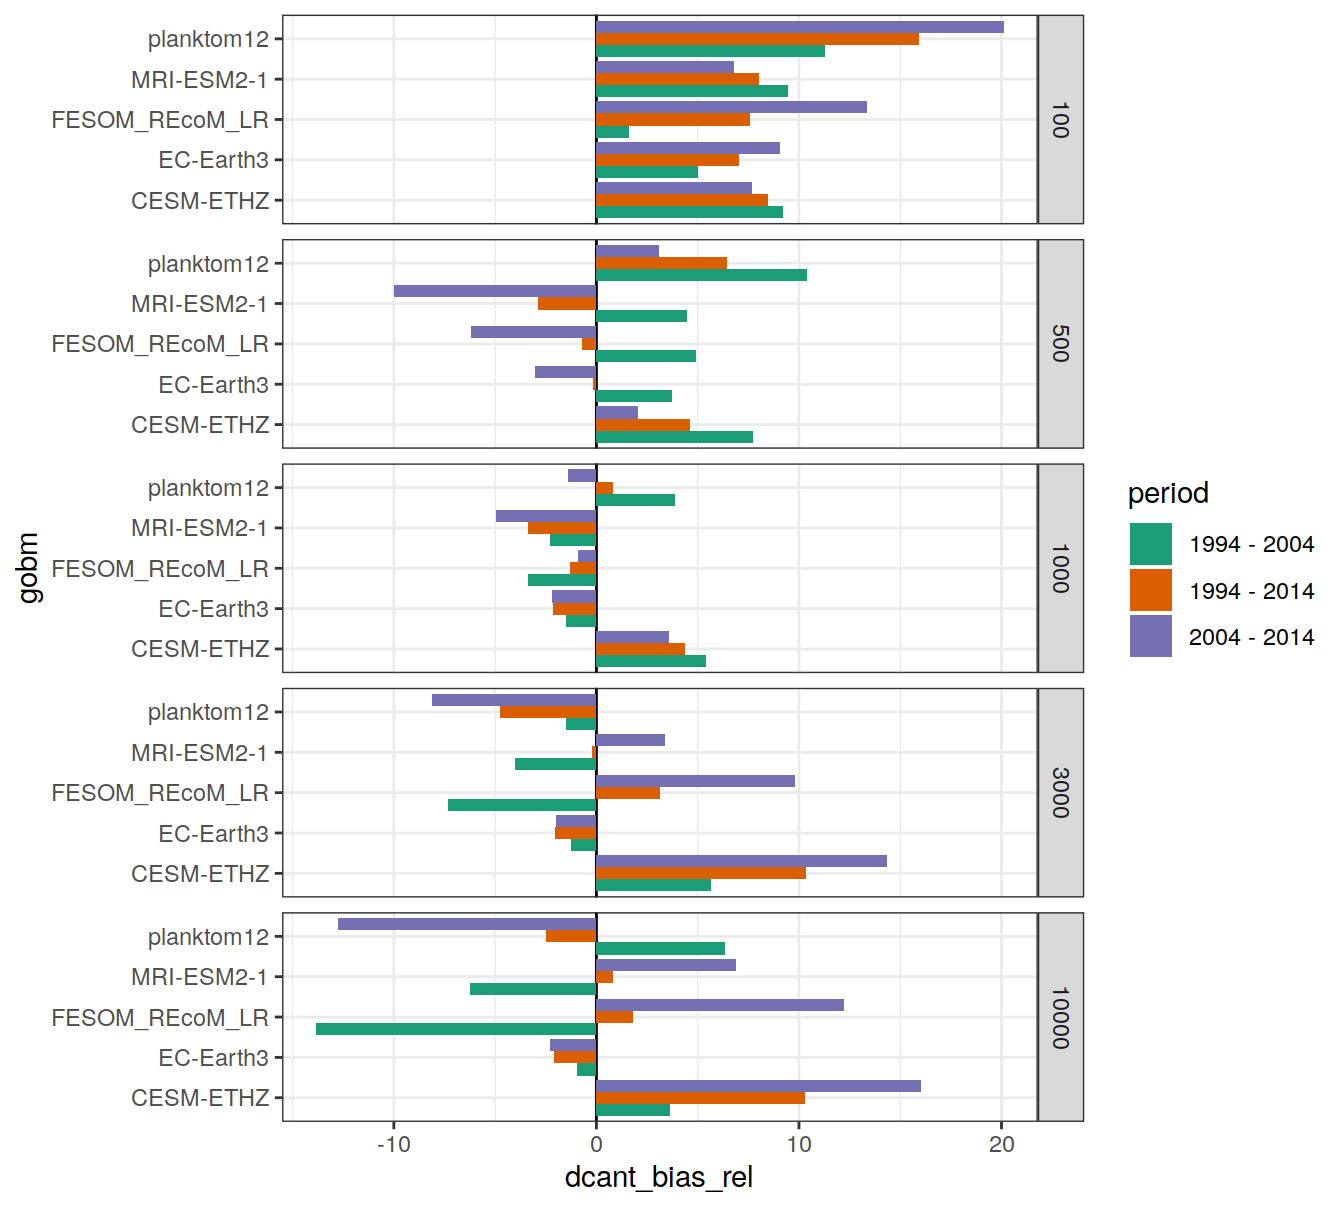 planktom12
MRI-ESM2-1
FESOM_REcoM_LR
EC-Earth3
CESM-ETHZ
100
planktom12
MRI-ESM2-1
FESOM_REcoM_LR
EC-Earth3
CESM-ETHZ
500
planktom12
MRI-ESM2-1
FESOM_REcoM_LR
EC-Earth3
CESM-ETHZ
1000
planktom12
MRI-ESM2-1
FESOM_REcoM_LR
EC-Earth3
CESM-ETHZ
3000
planktom12
MRI-ESM2-1
FESOM_REcoM_LR
EC-Earth3
CESM-ETHZ
10000
-10 0 10 20
dcant_bias_rel
gobm
period
1994 - 2004
1994 - 2014
2004 - 2014